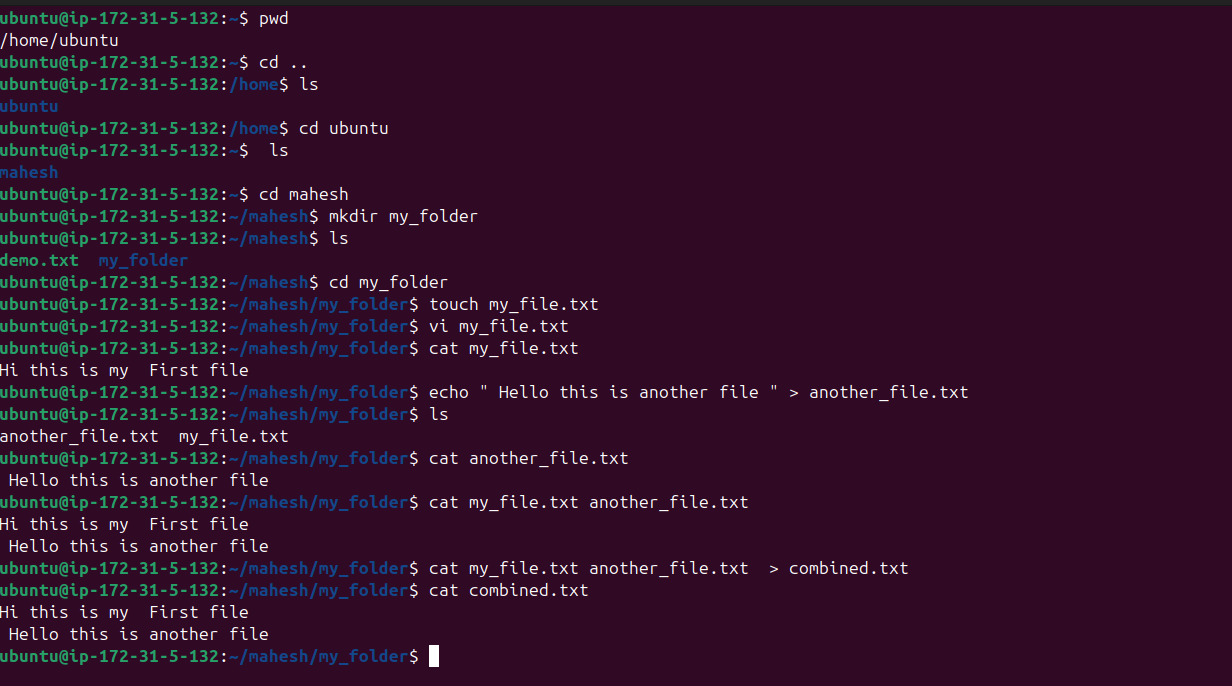 ubuntu@ip-172-31-5-132:~$ pwd
/home/ubuntu
ubuntu@ip-172-31-5-132:~$ cd ..
ubuntu@ip-172-31-5-132:/home$ ls
ubuntu
ubuntu@ip-172-31-5-132:/home$ cd ubuntu
ubuntu@ip-172-31-5-132:~$  ls
mahesh
ubuntu@ip-172-31-5-132:~$ cd mahesh
ubuntu@ip-172-31-5-132:~/mahesh$ mkdir my_folder
ubuntu@ip-172-31-5-132:~/mahesh$ ls
demo.txt  my_folder
ubuntu@ip-172-31-5-132:~/mahesh$ cd my_folder
ubuntu@ip-172-31-5-132:~/mahesh/my_folder$ touch my_file.txt
ubuntu@ip-172-31-5-132:~/mahesh/my_folder$ vi my_file.txt
ubuntu@ip-172-31-5-132:~/mahesh/my_folder$ cat my_file.txt
Hi this is my  First file
ubuntu@ip-172-31-5-132:~/mahesh/my_folder$ echo " Hello this is another file " > another_file.txt
ubuntu@ip-172-31-5-132:~/mahesh/my_folder$ ls
another_file.txt  my_file.txt
ubuntu@ip-172-31-5-132:~/mahesh/my_folder$ cat another_file.txt
 Hello this is another file
ubuntu@ip-172-31-5-132:~/mahesh/my_folder$ cat my_file.txt another_file.txt
Hi this is my  First file
 Hello this is another file
ubuntu@ip-172-31-5-132:~/mahesh/my_folder$ cat my_file.txt another_file.txt  > combined.txt
ubuntu@ip-172-31-5-132:~/mahesh/my_folder$ cat combined.txt
Hi this is my  First file
 Hello this is another file
ubuntu@ip-172-31-5-132:~/mahesh/my_folder$